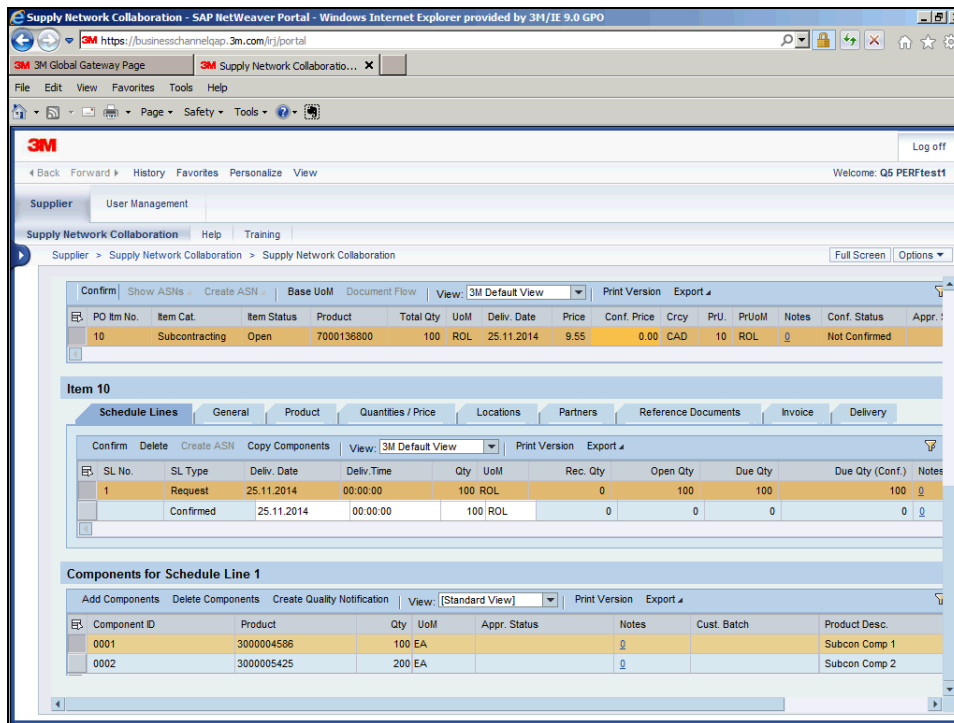 Supply Network Collaboration - SAP NetWeaver Portal - Windows Internet Explorer provided by 3M/IE 9.0 GPO
3M https://businesschannelqap.3m.com/irj/portal
3M 3M Global Gateway Page 3M Supply Network Collaboratio... X
File Edit View Favorites Tools Help
Page Safety Tools
3M Log off
Back Forward History Favorites Personalize View Welcome: Q5 PERFtest1
Supplier User Management
Supply Network Collaboration Help Training
Supplier > Supply Network Collaboration > Supply Network Collaboration Full Screen Options
Confirm Show ASNs Create ASN Base UoM Document Flow View: 3M Default View Print Version Export
PO Itm No. Item Cat. Item Status Product Total Qty UoM Deliv. Date Price Conf. Price Crcy PrU. PrUoM Notes Conf. Status Appr.
10 Subcontracting Open 7000136800 100 ROL 25.11.2014 9.55 0.00 CAD 10 ROL 0 Not Confirmed
Item 10
Schedule Lines General Product Quantities / Price Locations Partners Reference Documents Invoice Delivery
Confirm Delete Create ASN Copy Components View: 3M Default View Print Version Export
SL No. SL Type Deliv. Date Deliv.Time Qty UoM Rec. Qty Open Qty Due Qty Due Qty (Conf.) Notes
1 Request 25.11.2014 00:00:00 100 ROL 0 100 100 100 0
Confirmed 25.11.2014 00:00:00 100 ROL 0 0 0 0 0
Components for Schedule Line 1
Add Components Delete Components Create Quality Notification View: [Standard View] Print Version Export
Component ID Product Qty UoM Appr. Status Notes Cust. Batch Product Desc.
0001 3000004586 100 EA 0 Subcon Comp 1
0002 3000005425 200 EA 0 Subcon Comp 2